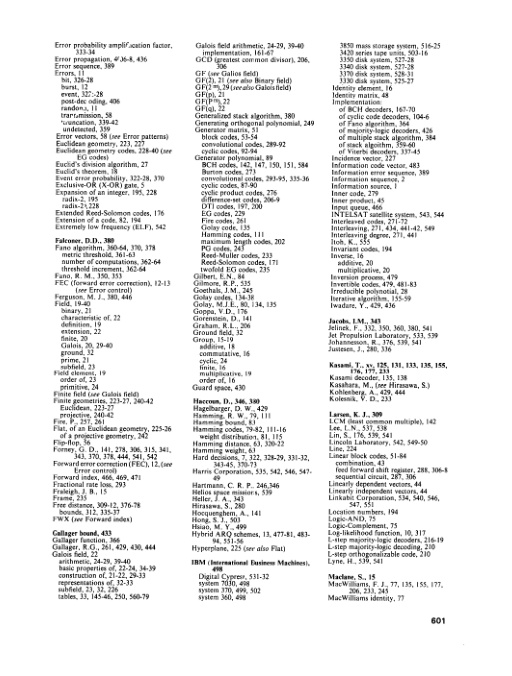 Error probability amplification factor,
333-34
Error propagation, 436-8, 436
Error sequence, 389
Errors, 11
bit, 326-28
burst, 12
event, 327-28
post-decoding, 406
random, 11
transmission, 58
truncation, 339-42
undetected, 359
Error vectors, 58 (see Error patterns)
Euclidean geometry, 223, 227
Euclidean geometry codes, 228-40 (see
EG codes)
Euclid's division algorithm, 27
Euclid's theorem, 18
Event error probability, 322-28, 370
Exclusive-OR (X-OR) gate, 5
Expansion of an integer, 195, 228
radix-2, 195
radix-2ˢ, 228
Extended Reed-Solomon codes, 176
Extension of a code, 82, 194
Extremely low frequency (ELF), 542
Falconer, D.D., 380
Fano algorithm, 360-64, 370, 378
metric threshold, 361-63
number of computations, 362-64
threshold increment, 362-64
Fano, R. M., 350, 353
FEC (forward error correction), 12-13
(see Error control)
Ferguson, M. J., 380, 446
Field, 19-40
binary, 21
characteristic of, 22
definition, 19
extension, 22
finite, 20
Galois, 20, 29-40
ground, 32
prime, 21
subfield, 23
Field element, 19
order of, 23
primitive, 24
Finite field (see Galois field)
Finite geometries, 223-27, 240-42
Euclidean, 223-27
projective, 240-42
Fire, P., 257, 261
Flat, of an Euclidean geometry, 225-26
of a projective geometry, 242
Flip-flop, 56
Forney, G. D., 141, 278, 306, 315, 341,
343, 370, 378, 444, 541, 542
Forward error correction (FEC), 12, (see
Error control)
Forward index, 466, 469, 471
Fractional rate loss, 293
Fraleigh, J. B., 15
Frame, 235
Free distance, 309-12, 376-78
bounds, 312, 335-37
FWX (see Forward index)
Gallager bound, 433
Gallager function, 366
Gallager, R.G., 261, 429, 430, 444
Galois field, 22
arithmetic, 24-29, 39-40
basic properties of, 22-24, 34-39
construction of, 21-22, 29-33
representations of, 32-33
subfield, 23, 32, 226
tables, 33, 145-46, 250, 560-79
Galois field arithmetic, 24-29, 39-40
implementation, 161-67
GCD (greatest common divisor), 206,
306
GF (see Galios field)
GF(2), 21 (see also Binary field)
GF(2ᵐ), 29 (see also Galois field)
GF(p), 21
GF(pᵐ), 22
GF(q), 22
Generalized stack algorithm, 380
Generating orthogonal polynomial, 249
Generator matrix, 51
block codes, 53-54
convolutional codes, 289-92
cyclic codes, 92-94
Generator polynomial, 89
BCH codes, 142, 147, 150, 151, 584
Burton codes, 273
convolutional codes, 293-95, 335-36
cyclic codes, 87-90
cyclic product codes, 276
difference-set codes, 206-9
DTI codes, 197, 200
EG codes, 229
Fire codes, 261
Golay code, 135
Hamming codes, 111
maximum length codes, 202
PG codes, 245
Reed-Muller codes, 233
Reed-Solomon codes, 171
twofold EG codes, 235
Gilbert, E.N., 84
Gilmore, R.P., 535
Goethals, J.M., 245
Golay codes, 134-38
Golay, M.J.E., 80, 134, 135
Goppa, V.D., 176
Gorenstein, D., 141
Graham, R.L., 206
Ground field, 32
Group, 15-19
additive, 18
commutative, 16
cyclic, 24
finite, 16
multiplicative, 19
order of, 16
Guard space, 430
Haccoun, D., 346, 380
Hagelbarger, D. W., 429
Hamming, R. W., 79, 111
Hamming bound, 83
Hamming codes, 79-82, 111-16
weight distribution, 81, 115
Hamming distance, 63, 320-22
Hamming weight, 63
Hard decisions, 7, 322, 328-29, 331-32,
343-45, 370-73
Harris Corporation, 535, 542, 546, 547-
49
Hartmann, C. R. P. 246,346
Helios space missions, 539
Heller, J. A., 343
Hirasawa, S., 280
Hocquenghem, A., 141
Hong, S. J., 503
Hsiao, M. Y., 499
Hybrid ARQ schemes, 13, 477-81, 483-
94, 551-56
Hyperplane, 225 (see also Flat)
IBM (International Business Machines),
498
Digital Cypress, 531-32
system 7030, 498
system 370, 499, 502
system 360, 498
3850 mass storage system, 516-25
3420 series tape units, 503-16
3350 disk system, 527-28
3340 disk system, 527-28
3370 disk system, 528-31
3330 disk system, 525-27
Identity element, 16
Identity matrix, 48
Implementation:
of BCH decoders, 167-70
of cyclic code decoders, 104-6
of Fano algorithm, 364
of majority-logic decoders, 426
of multiple stack algorithm, 384
of stack algorithm, 359-60
of Viterbi decoders, 337-45
Incidence vector, 227
Information code vector, 483
Information error sequence, 389
Information sequence, 2
Information source, 1
Inner code, 279
Inner product, 45
Input queue, 466
INTELSAT satellite system, 543, 544
Interleaved codes, 271-72
Interleaving, 271, 434, 441-42, 549
Interleaving degree, 271, 441
Itoh, K., 555
Invariant codes, 194
Inverse, 16
additive, 20
multiplicative, 20
Inversion process, 479
Invertible codes, 479, 481-83
Irreducible polynomial, 28
Iterative algorithm, 155-59
Iwadare, Y., 429, 436
Jacobs, I.M., 343
Jelinek, F., 332, 350, 360, 380, 541
Jet Propulsion Laboratory, 533, 539
Johannesson, R., 376, 539, 541
Justesen, J., 280, 336
Kasami, T., xv, 125, 131, 133, 135, 155,
176, 177, 233
Kasami decoder, 135, 138
Kasahara, M., (see Hirasawa, S.)
Kohlenberg, A., 429, 444
Kolesnik, V. D., 233
Larsen, K. J., 309
LCM (least common multiple), 142
Lee, L.N., 537, 538
Lin, S., 176, 539, 541
Lincoln Laboratory, 542, 549-50
Line, 224
Linear block codes, 51-84
combination, 43
feed forward shift register, 288, 306-8
sequential circuit, 287, 306
Linearly dependent vectors, 44
Linearly independent vectors, 44
Linkabit Corporation, 534, 540, 546,
547, 551
Location numbers, 194
Logic-AND, 75
Logic-Complement, 75
Log-likelihood function, 10, 317
L-step majority-logic decoders, 216-19
L-step majority-logic decoding, 210
L-step orthogonalizable code, 210
Lyne, H., 539, 541
Maclane, S., 15
MacWilliams, F. J., 77, 135, 155, 177,
206, 233, 245
MacWilliams identity, 77
601